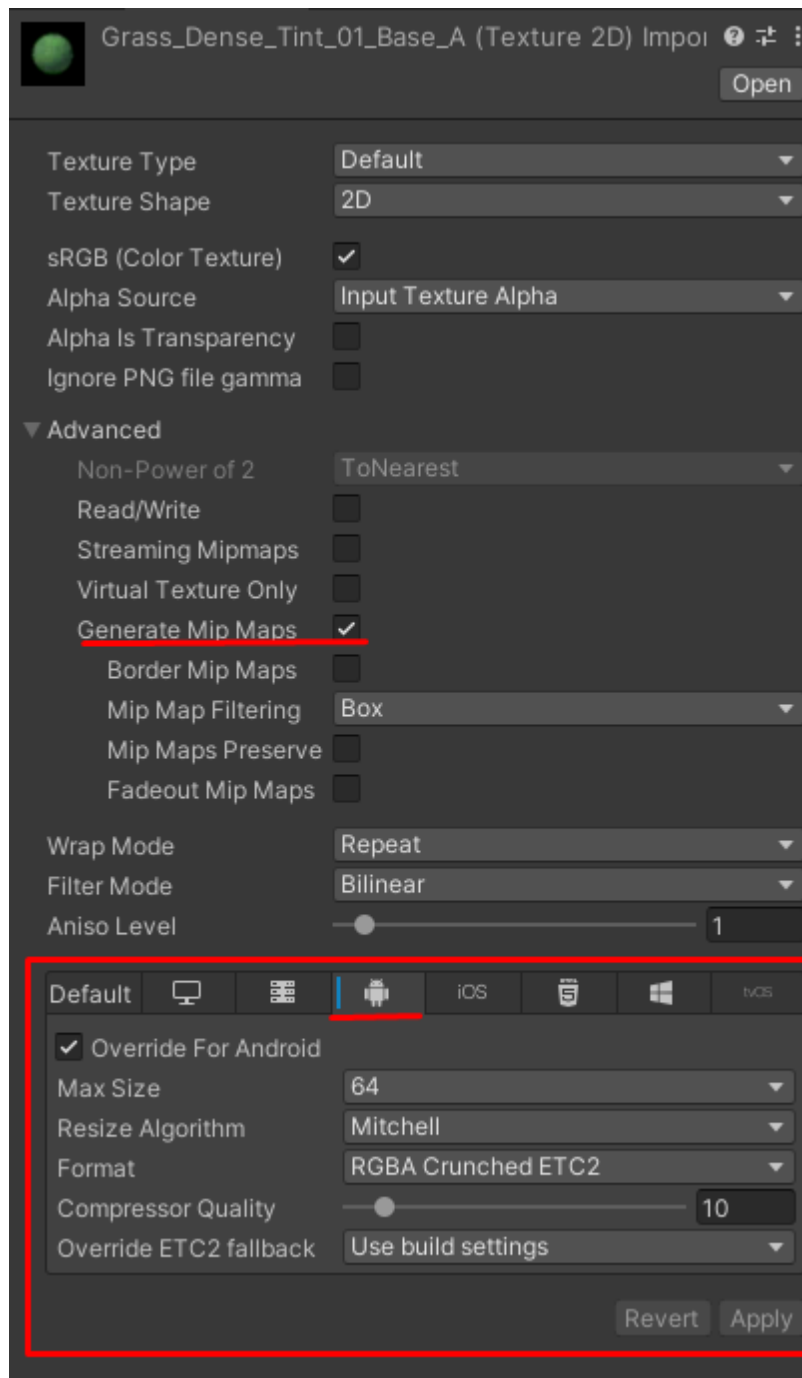 Grass_Dense_Tint_01_Base_A (Texture 2D) Impor
Open
Texture Type Default
Texture Shape 2D
sRGB (Color Texture)
Alpha Source Input Texture Alpha
Alpha Is Transparency
Ignore PNG file gamma
Advanced
Non-Power of 2 ToNearest
Read/Write
Streaming Mipmaps
Virtual Texture Only
Generate Mip Maps
Border Mip Maps
Mip Map Filtering Box
Mip Maps Preserve
Fadeout Mip Maps
Wrap Mode Repeat
Filter Mode Bilinear
Aniso Level 1
Default iOS 5 tvOS
Override For Android
Max Size 64
Resize Algorithm Mitchell
Format RGBA Crunched ETC2
Compressor Quality 10
Override ETC2 fallback Use build settings
Revert Apply